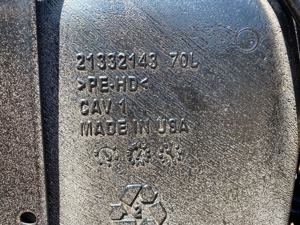 21332143 70L
>PE-HD<
CAV 1
MADE IN USA